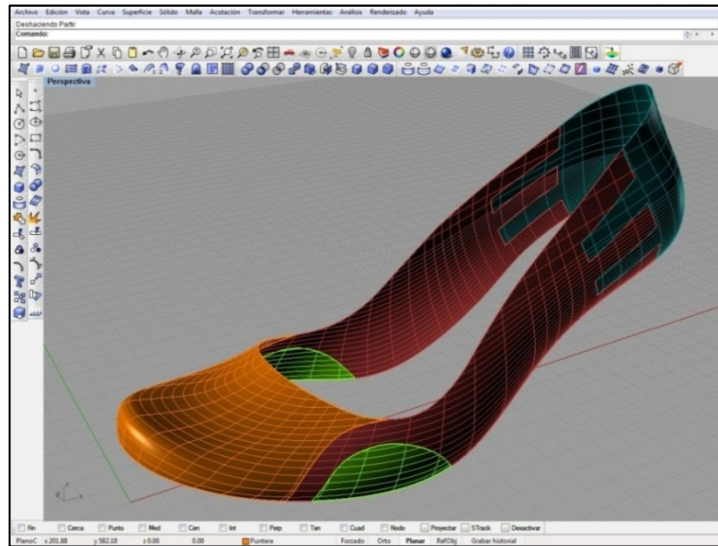 Archivo Edición Vista Curva Superficie Sólido Malla Acotación Transformar Herramientas Análisis Renderizado Ayuda
Deshaciendo Partir
Comando:
Perspectiva
z
x
Fin Cerca Punto Med Cen Int Perp Tan Cuad Nodo Proyectar STrack Desactivar
PlanoC x 201.88 y 582.18 z 0.00 0.00 Puntera Forzado Orto Planar RefObj Grabar historial